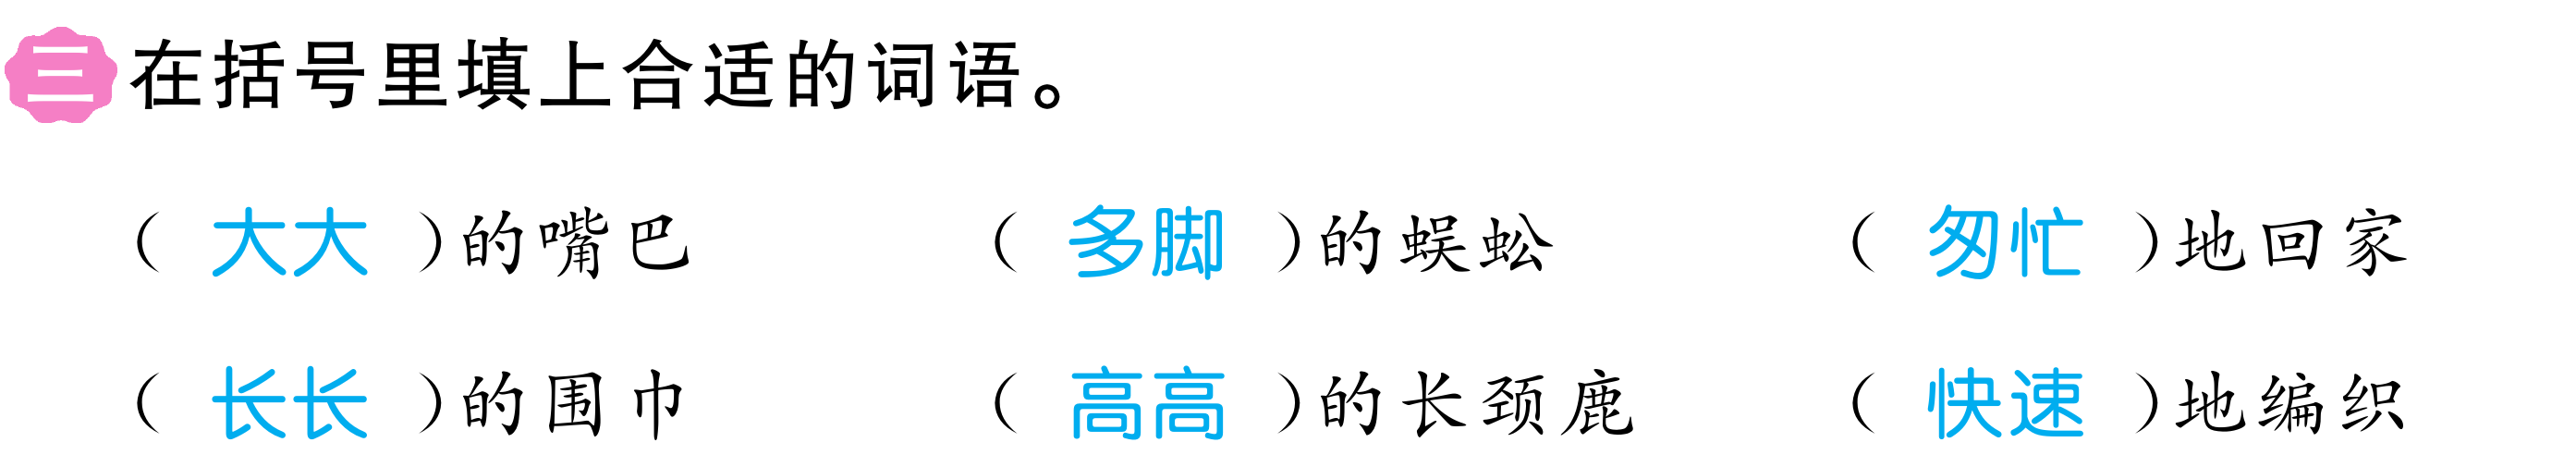 三 在括号里填上合适的词语。
（ 大大 ）的嘴巴 （ 多脚 ）的蜈蚣 （ 匆忙 ）地回家
（ 长长 ）的围巾 （ 高高 ）的长颈鹿 （ 快速 ）地编织